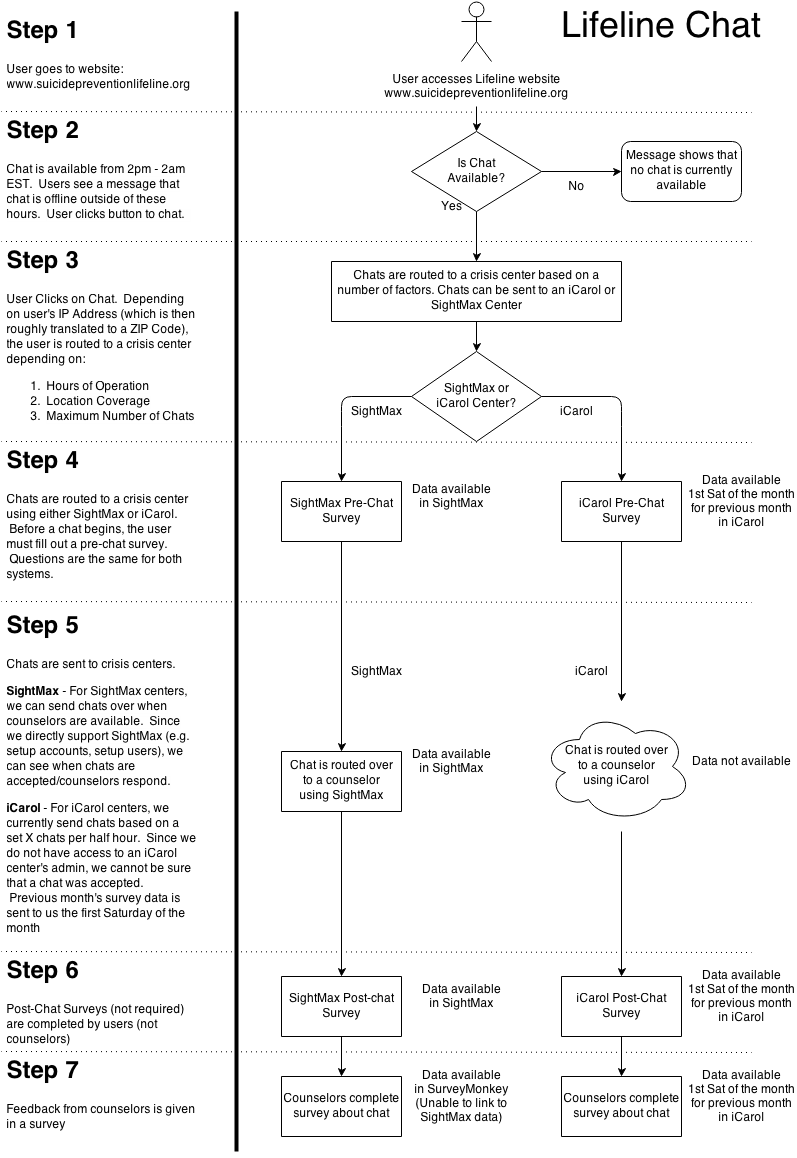 Lifeline Chat
Step 1
User goes to website:
www.suicidepreventionlifeline.org
User accesses Lifeline website
www.suicidepreventionlifeline.org
Step 2
Chat is available from 2pm - 2am
EST. Users see a message that
chat is offline outside of these
hours. User clicks button to chat.
Is Chat
Available?
No
Message shows that
no chat is currently
available
Yes
Step 3
User Clicks on Chat. Depending
on user's IP Address (which is then
roughly translated to a ZIP Code),
the user is routed to a crisis center
depending on:
1. Hours of Operation
2. Location Coverage
3. Maximum Number of Chats
Chats are routed to a crisis center based on a
number of factors. Chats can be sent to an iCarol or
SightMax Center
SightMax or
iCarol Center?
SightMax
iCarol
Step 4
Chats are routed to a crisis center
using either SightMax or iCarol.
Before a chat begins, the user
must fill out a pre-chat survey.
Questions are the same for both
systems.
SightMax Pre-Chat
Survey
Data available
in SightMax
iCarol Pre-Chat
Survey
Data available
1st Sat of the month
for previous month
in iCarol
Step 5
Chats are sent to crisis centers.
SightMax - For SightMax centers,
we can send chats over when
counselors are available. Since
we directly support SightMax (e.g.
setup accounts, setup users), we
can see when chats are
accepted/counselors respond.
iCarol - For iCarol centers, we
currently send chats based on a
set X chats per half hour. Since we
do not have access to an iCarol
center's admin, we cannot be sure
that a chat was accepted.
Previous month's survey data is
sent to us the first Saturday of the
month
SightMax
iCarol
Chat is routed over
to a counselor
using SightMax
Data available
in SightMax
Chat is routed over
to a counselor
using iCarol
Data not available
Step 6
Post-Chat Surveys (not required)
are completed by users (not
counselors)
SightMax Post-chat
Survey
Data available
in SightMax
iCarol Post-Chat
Survey
Data available
1st Sat of the month
for previous month
in iCarol
Step 7
Feedback from counselors is given
in a survey
Counselors complete
survey about chat
Data available
in SurveyMonkey
(Unable to link to
SightMax data)
Counselors complete
survey about chat
Data available
1st Sat of the month
for previous month
in iCarol